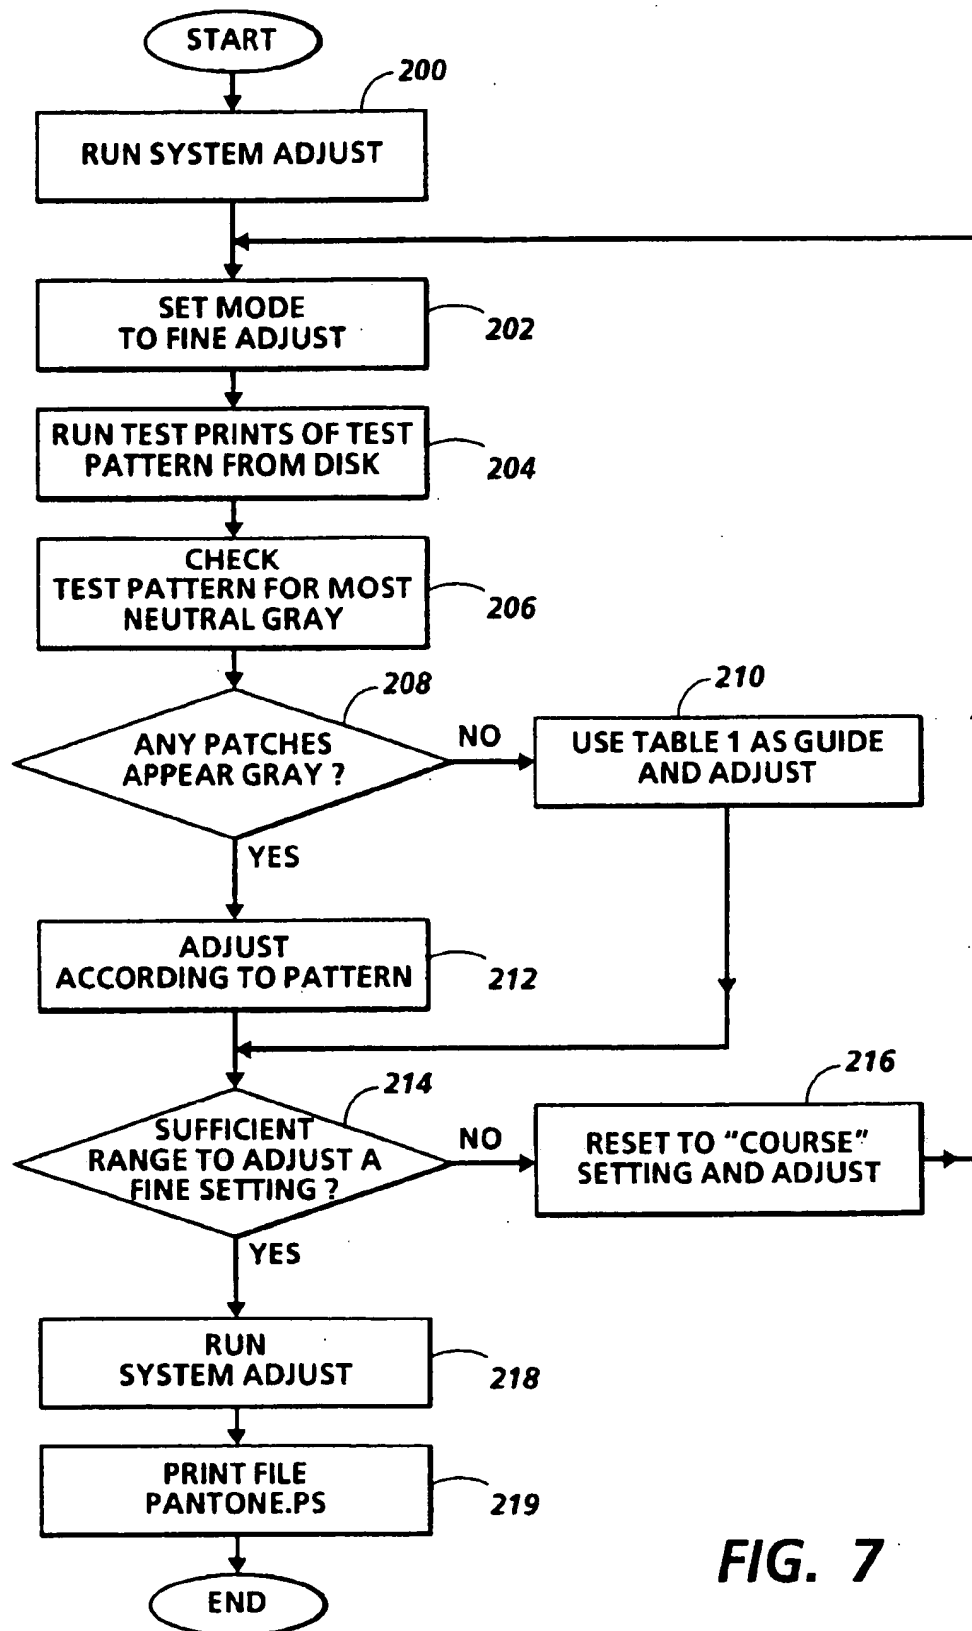 START
200
RUN SYSTEM ADJUST
SET MODE
TO FINE ADJUST
202
RUN TEST PRINTS OF TEST
PATTERN FROM DISK
204
CHECK
TEST PATTERN FOR MOST
NEUTRAL GRAY
206
208
ANY PATCHES
APPEAR GRAY ?
NO
YES
210
USE TABLE 1 AS GUIDE
AND ADJUST
ADJUST
ACCORDING TO PATTERN
212
214
SUFFICIENT
RANGE TO ADJUST A
FINE SETTING ?
NO
YES
216
RESET TO "COURSE"
SETTING AND ADJUST
RUN
SYSTEM ADJUST
218
PRINT FILE
PANTONE.PS
219
END
FIG. 7